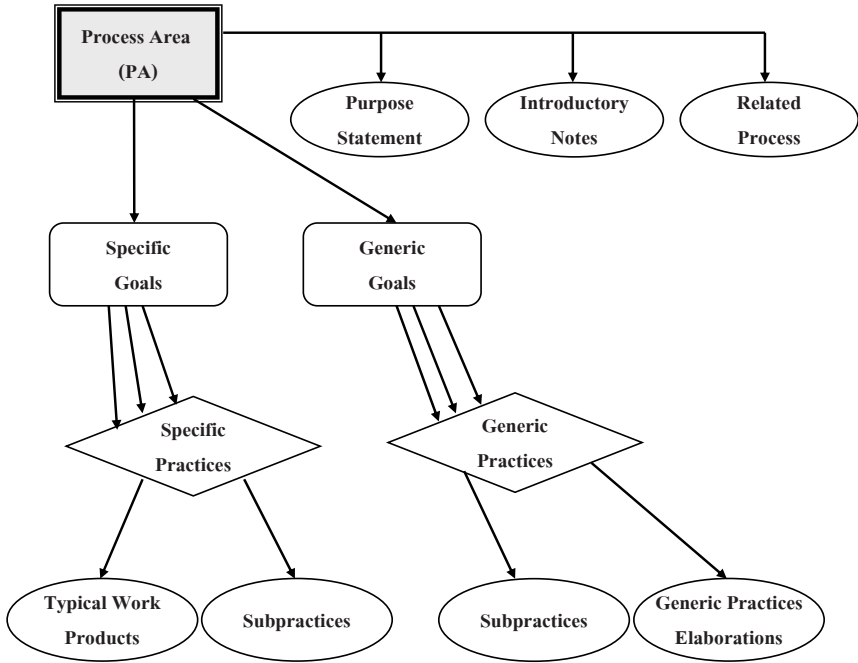 Process Area
(PA)
Purpose
Statement
Introductory
Notes
Related
Process
Specific
Goals
Generic
Goals
Specific
Practices
Generic
Practices
Typical Work
Products
Subpractices
Subpractices
Generic Practices
Elaborations